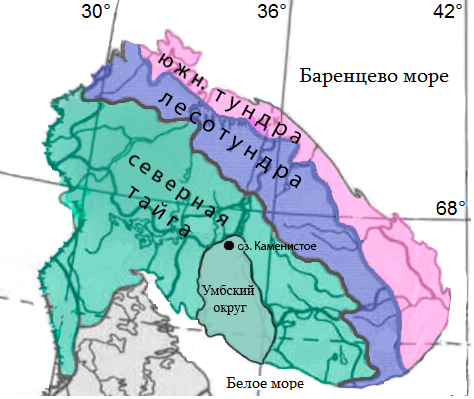 30°
36°
42°
Баренцево море
южн. тундра
лесотундра
северная
тайга
68°
оз. Каменистое
Умбский
округ
Белое море